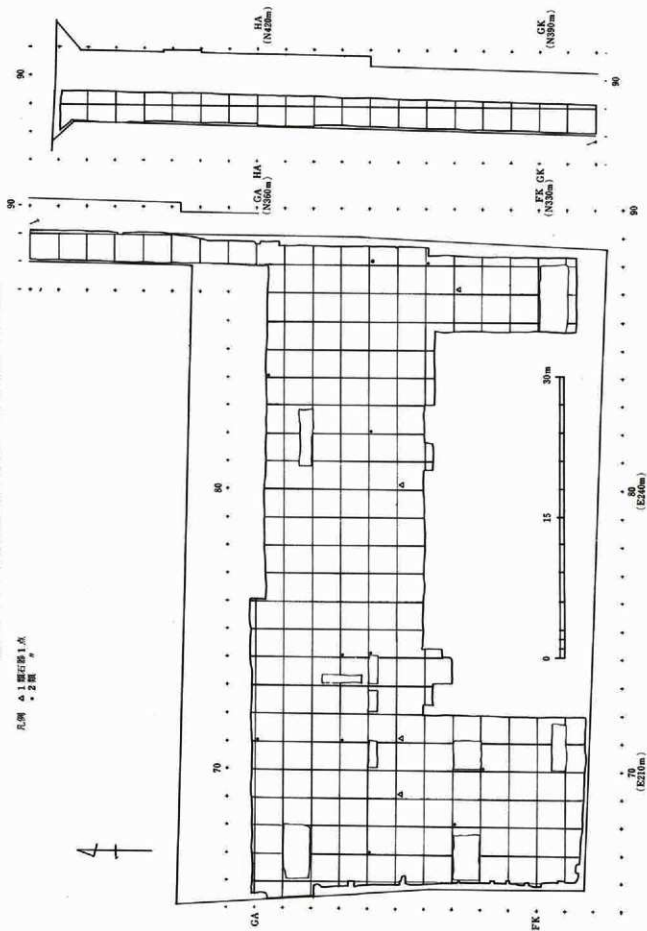 凡例 △ 1類石器1点
• 2類 〃
90
HA
(N420m)
GK
(N390m)
90
90
GA HA
(N360m)
FK GK
(N330m)
90
80
80
(E240m)
70
70
(E210m)
GA
FK
0
15
30m